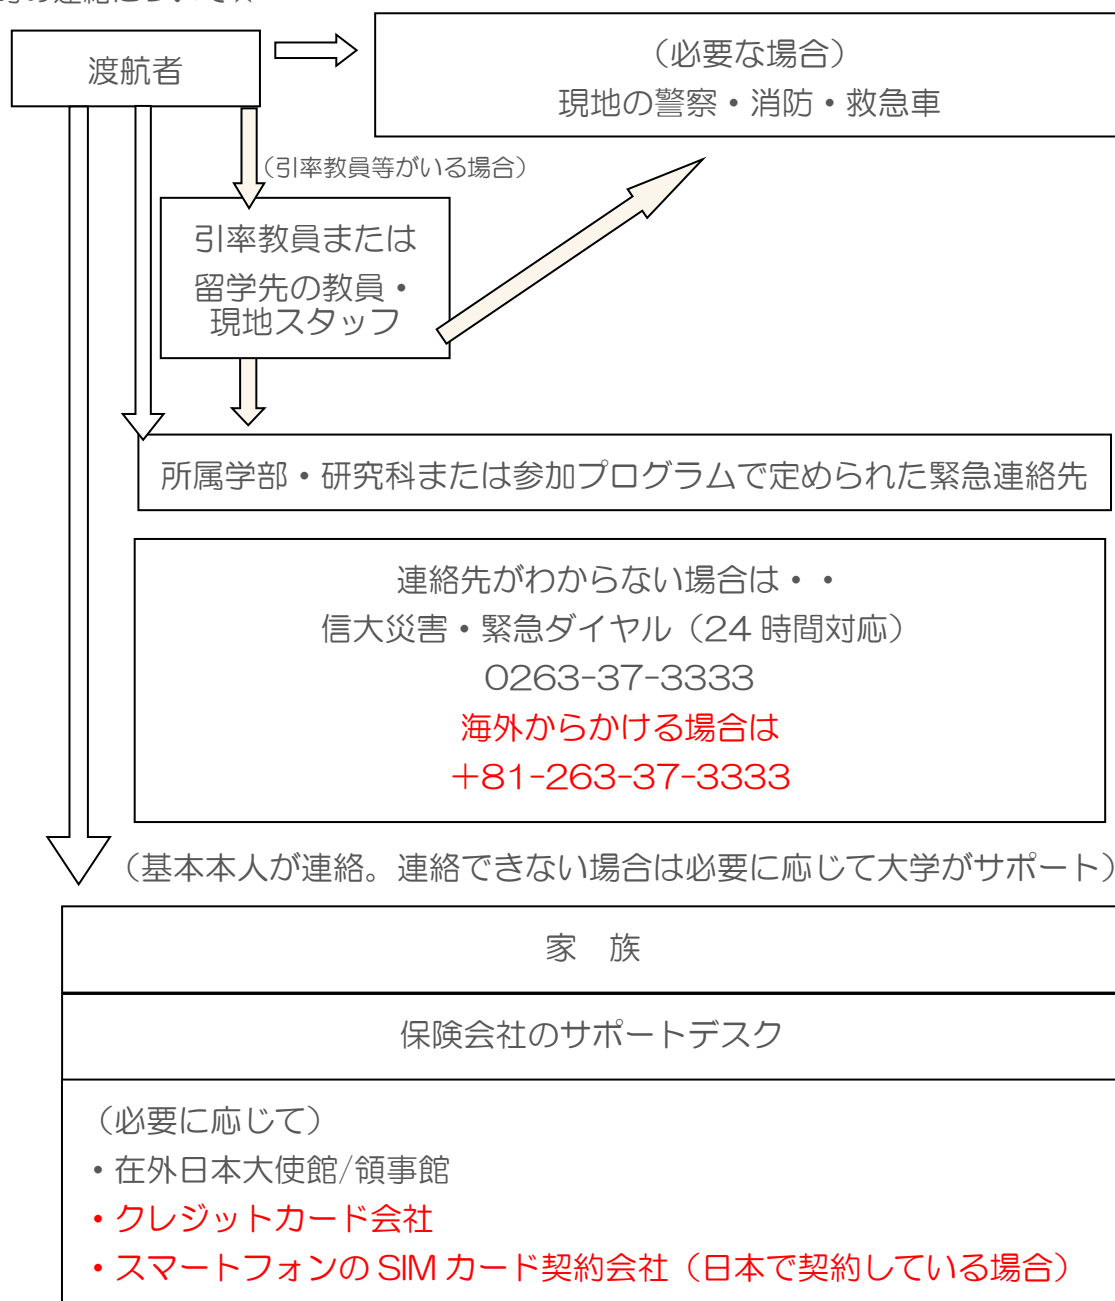 の連絡について
渡航者
（必要な場合）
現地の警察・消防・救急車
（引率教員等がいる場合）
引率教員または
留学先の教員・
現地スタッフ
所属学部・研究科または参加プログラムで定められた緊急連絡先
連絡先がわからない場合は・・
信大災害・緊急ダイヤル（24時間対応）
0263-37-3333
海外からかける場合は
+81-263-37-3333
（基本本人が連絡。連絡できない場合は必要に応じて大学がサポート）
家　族
保険会社のサポートデスク
（必要に応じて）
・在外日本大使館/領事館
・クレジットカード会社
・スマートフォンの SIM カード契約会社（日本で契約している場合）